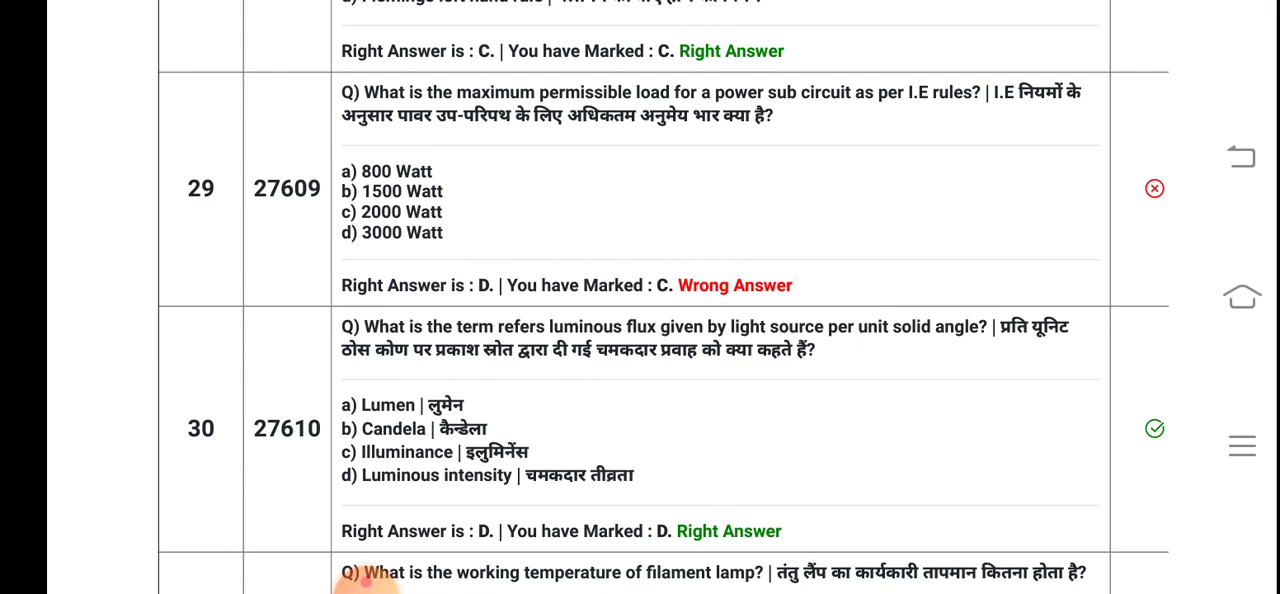 Right Answer is : C. | You have Marked : C. Right Answer
Q) What is the maximum permissible load for a power sub circuit as per I.E rules? | I.E नियमों के
अनुसार पावर उप-परिपथ के लिए अधिकतम अनुमेय भार क्या है?
29
27609
a) 800 Watt
b) 1500 Watt
c) 2000 Watt
d) 3000 Watt
Right Answer is : D. | You have Marked : C. Wrong Answer
Q) What is the term refers luminous flux given by light source per unit solid angle? | प्रति यूनिट
ठोस कोण पर प्रकाश स्रोत द्वारा दी गई चमकदार प्रवाह को क्या कहते हैं?
30
27610
a) Lumen | लुमेन
b) Candela | कैन्डेला
c) Illuminance | इलुमिनेंस
d) Luminous intensity | चमकदार तीव्रता
Right Answer is : D. | You have Marked : D. Right Answer
Q) What is the working temperature of filament lamp? | तंतु लैंप का कार्यकारी तापमान कितना होता है?